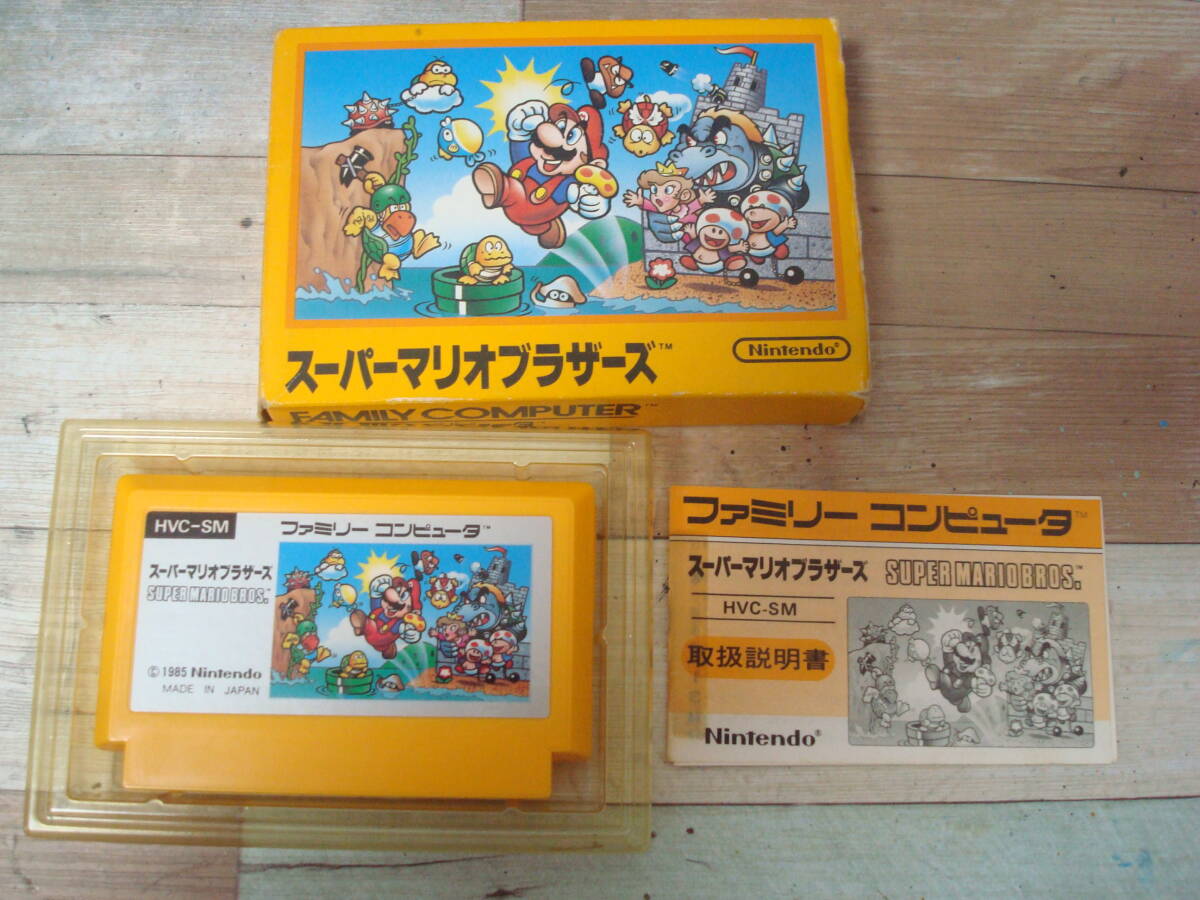 スーパーマリオブラザーズ™
Nintendo®
FAMILY COMPUTER™
HVC-SM
ファミリー コンピュータ™
スーパーマリオブラザーズ
SUPER MARIO BROS.™
©1985 Nintendo
MADE IN JAPAN
ファミリー コンピュータ™
スーパーマリオブラザーズ
SUPER MARIO BROS.™
HVC-SM
取扱説明書
Nintendo®